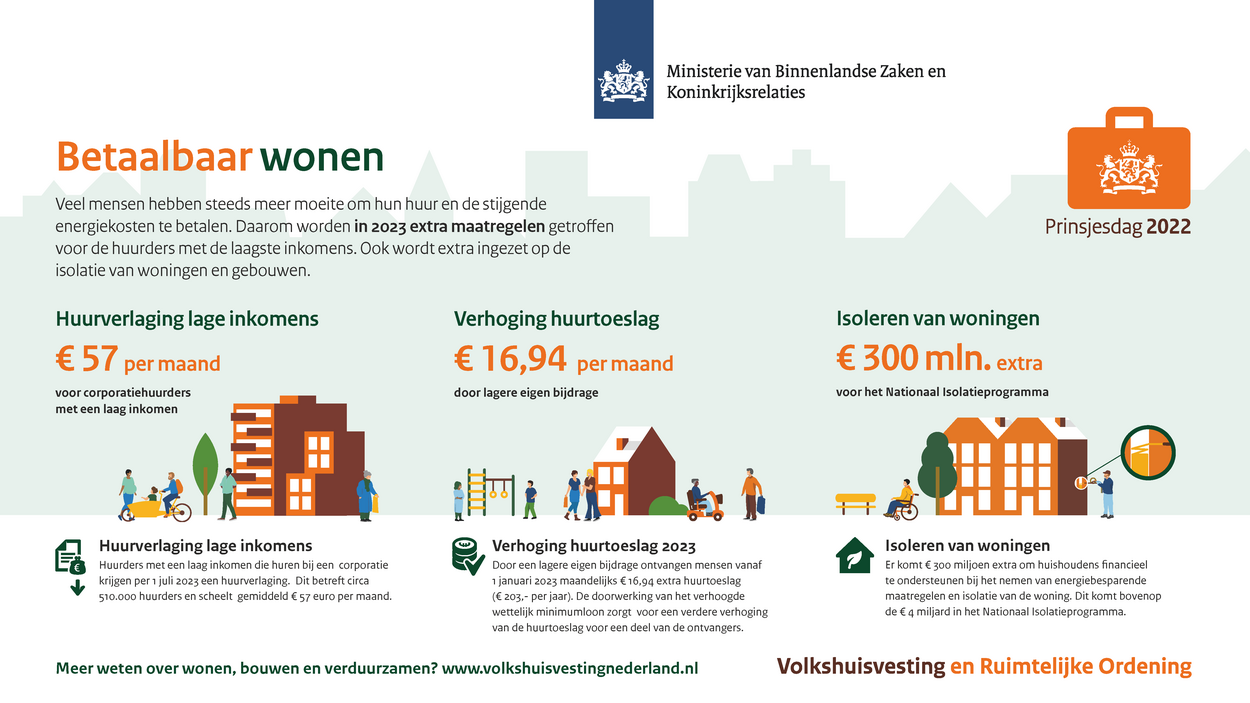 Ministerie van Binnenlandse Zaken en
Koninkrijksrelaties
Betaalbaar wonen
Veel mensen hebben steeds meer moeite om hun huur en de stijgende
energiekosten te betalen. Daarom worden in 2023 extra maatregelen getroffen
voor de huurders met de laagste inkomens. Ook wordt extra ingezet op de
isolatie van woningen en gebouwen.
Prinsjesdag 2022
Huurverlaging lage inkomens
€ 57 per maand
voor corporatiehuurders
met een laag inkomen
Verhoging huurtoeslag
€ 16,94 per maand
door lagere eigen bijdrage
Isoleren van woningen
€ 300 mln. extra
voor het Nationaal Isolatieprogramma
€
Huurverlaging lage inkomens
Huurders met een laag inkomen die huren bij een corporatie
krijgen per 1 juli 2023 een huurverlaging. Dit betreft circa
510.000 huurders en scheelt gemiddeld € 57 euro per maand.
Verhoging huurtoeslag 2023
Door een lagere eigen bijdrage ontvangen mensen vanaf
1 januari 2023 maandelijks € 16,94 extra huurtoeslag
(€ 203,- per jaar). De doorwerking van het verhoogde
wettelijk minimumloon zorgt voor een verdere verhoging
van de huurtoeslag voor een deel van de ontvangers.
Isoleren van woningen
Er komt € 300 miljoen extra om huishoudens financieel
te ondersteunen bij het nemen van energiebesparende
maatregelen en isolatie van de woning. Dit komt bovenop
de € 4 miljard in het Nationaal Isolatieprogramma.
Meer weten over wonen, bouwen en verduurzamen? www.volkshuisvestingnederland.nl
Volkshuisvesting en Ruimtelijke Ordening